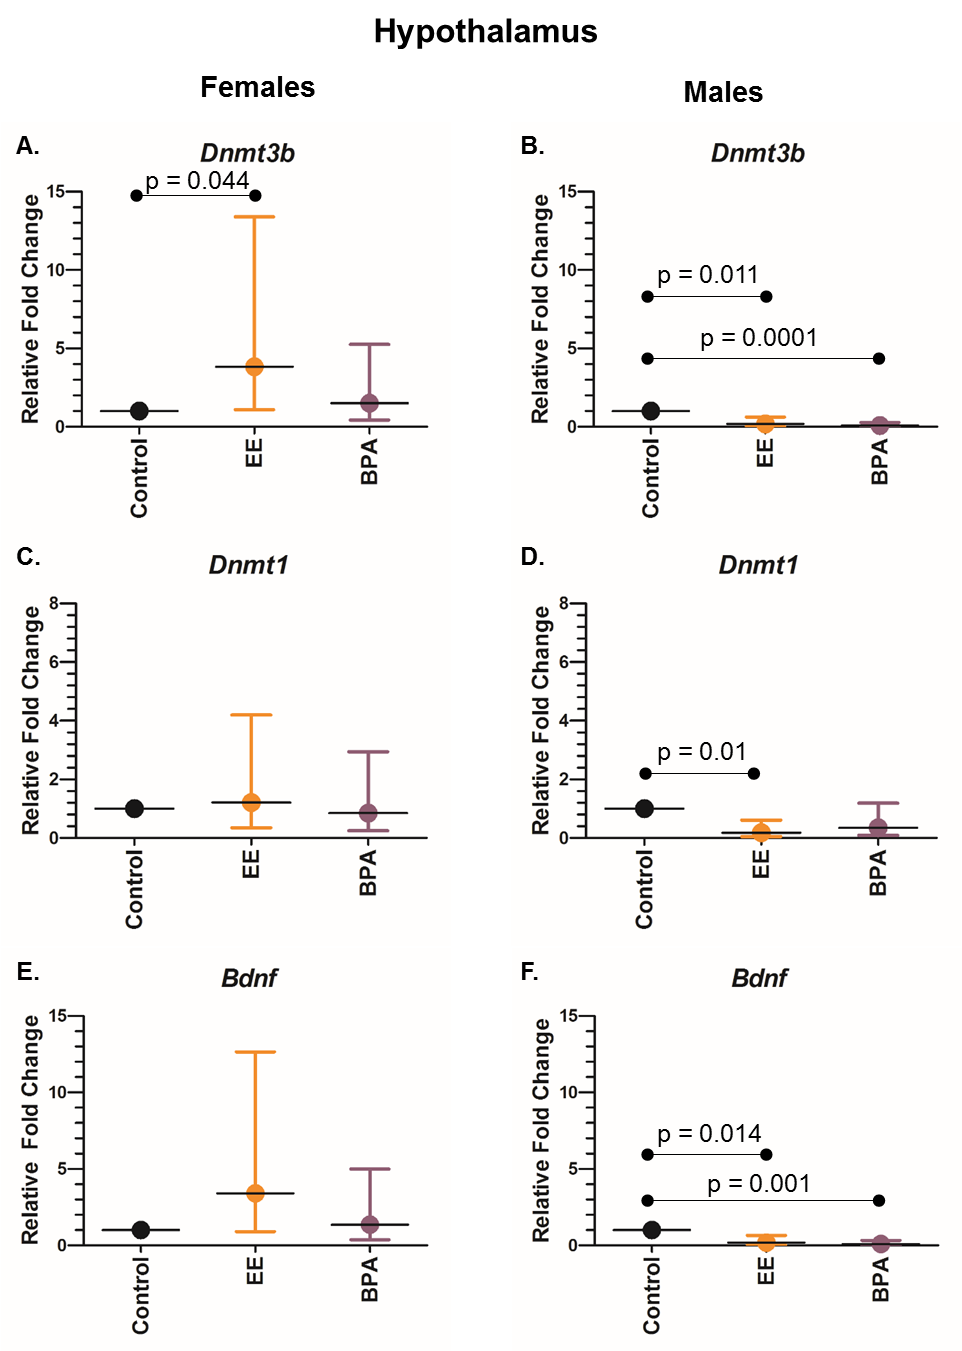 Hypothalamus
Females
Males
A.
Dnmt3b
p = 0.044
Relative Fold Change
15
10
5
0
Control
EE
BPA
B.
Dnmt3b
p = 0.011
p = 0.0001
Relative Fold Change
15
10
5
0
Control
EE
BPA
C.
Dnmt1
Relative Fold Change
8
6
4
2
0
Control
EE
BPA
D.
Dnmt1
p = 0.01
Relative Fold Change
8
6
4
2
0
Control
EE
BPA
E.
Bdnf
Relative Fold Change
15
10
5
0
Control
EE
BPA
F.
Bdnf
p = 0.014
p = 0.001
Relative Fold Change
15
10
5
0
Control
EE
BPA